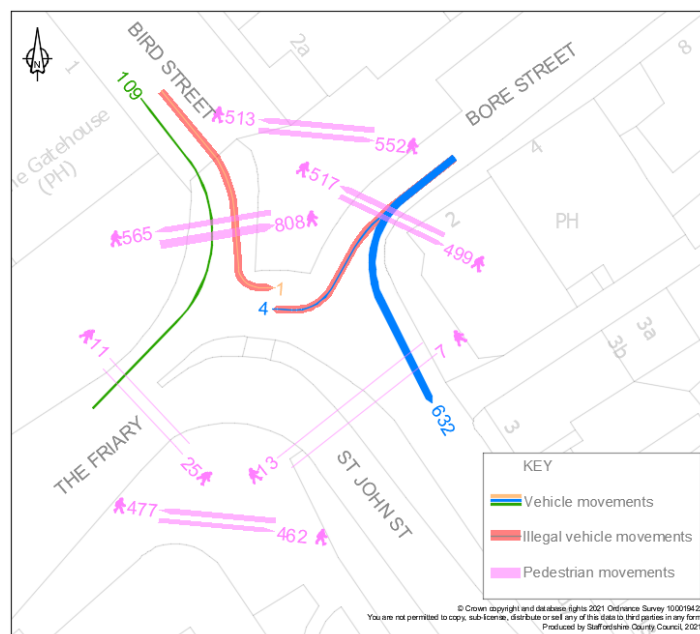 N
1
2a
8
BIRD STREET
109
513
552
BORE STREET
he Gatehouse
(PH)
517
4
2
PH
565
808
499
1
4
11
7
3a
3b
3
632
THE FRIARY
25
13
ST JOHN ST
477
462
KEY
Vehicle movements
Illegal vehicle movements
Pedestrian movements
© Crown copyright and database rights 2021 Ordnance Survey 10001942
You are not permitted to copy, sub-license, distribute or sell any of this data to third parties in any form
Produced by Staffordshire County Council, 200